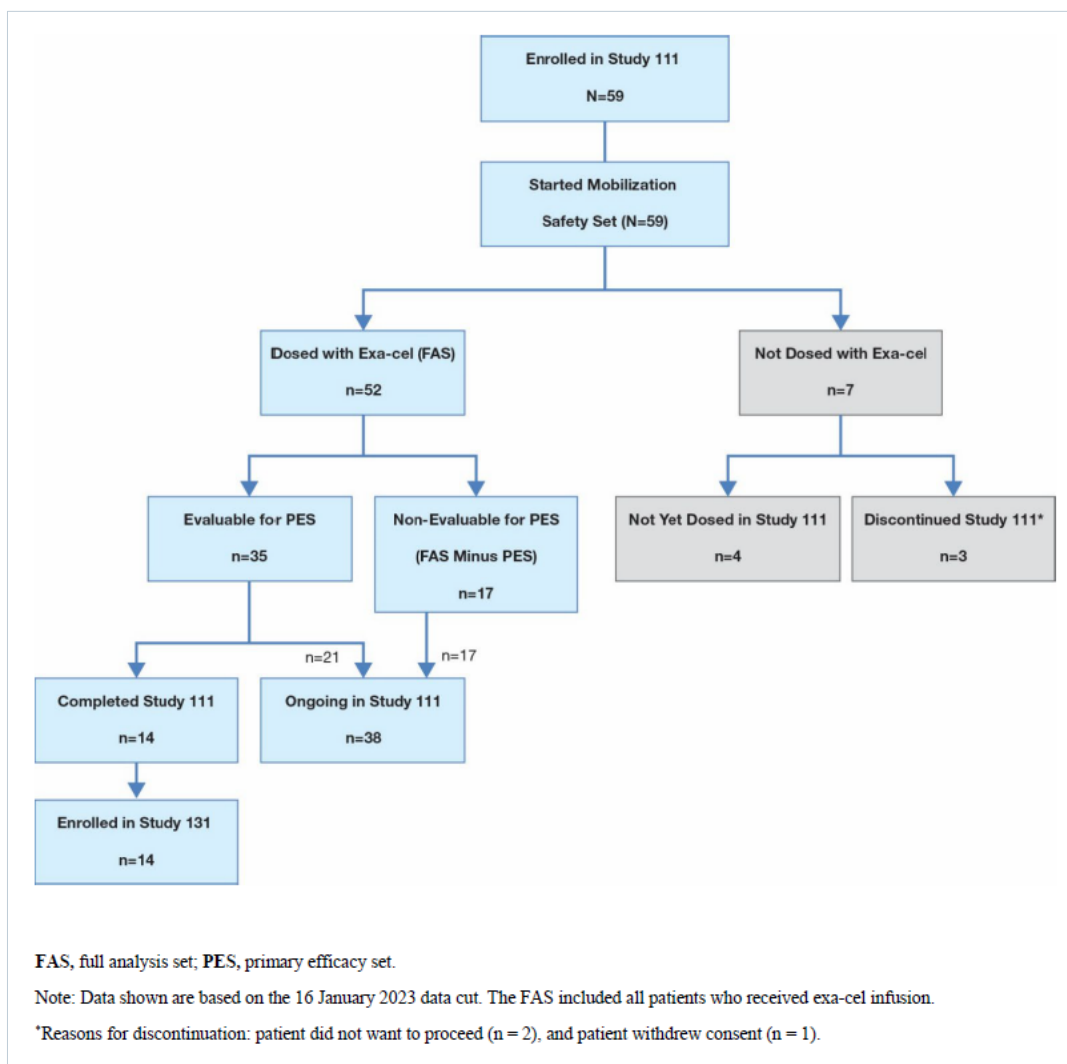 Enrolled in Study 111
N=59
Started Mobilization
Safety Set (N=59)
Dosed with Exa-cel (FAS)
n=52
Not Dosed with Exa-cel
n=7
Evaluable for PES
n=35
Non-Evaluable for PES
(FAS Minus PES)
n=17
Not Yet Dosed in Study 111
n=4
Discontinued Study 111*
n=3
n=21
n=17
Completed Study 111
n=14
Ongoing in Study 111
n=38
Enrolled in Study 131
n=14
FAS, full analysis set; PES, primary efficacy set.
Note: Data shown are based on the 16 January 2023 data cut. The FAS included all patients who received exa-cel infusion.
*Reasons for discontinuation: patient did not want to proceed (n = 2), and patient withdrew consent (n = 1).